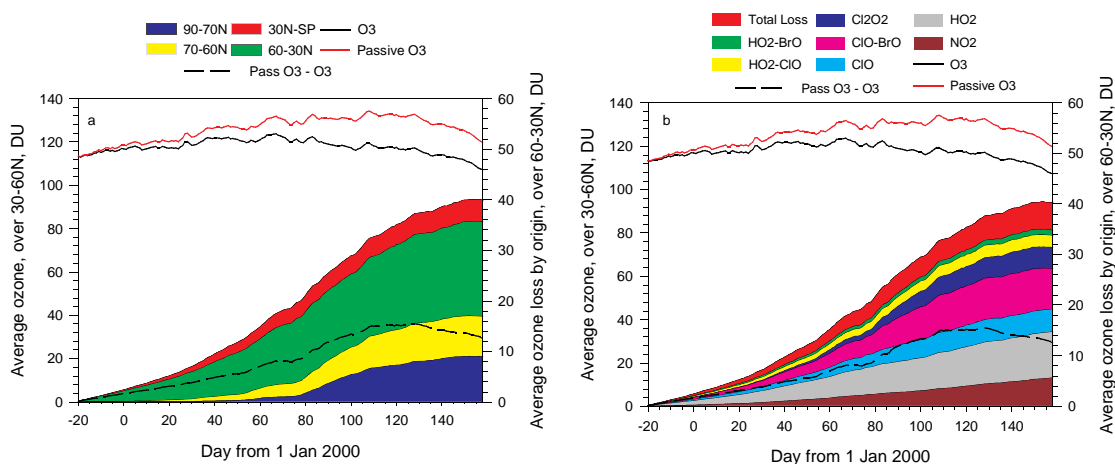 90-70N 30N-SP O3
70-60N 60-30N Passive O3
Pass O3 - O3
a
Average ozone, over 30-60N, DU
140
120
100
80
60
40
20
0
60
50
40
30
20
10
0
Average ozone loss by origin, over 60-30N, DU
-20 0 20 40 60 80 100 120 140
Day from 1 Jan 2000
Total Loss Cl2O2 HO2
HO2-BrO ClO-BrO NO2
HO2-ClO ClO O3
Pass O3 - O3 Passive O3
b
Average ozone, over 30-60N, DU
140
120
100
80
60
40
20
0
60
50
40
30
20
10
0
Average ozone loss by origin, over 60-30N, DU
-20 0 20 40 60 80 100 120 140
Day from 1 Jan 2000